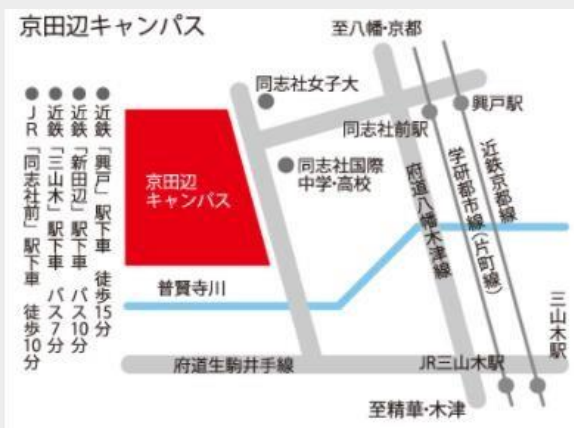 京田辺キャンパス
至八幡・京都
同志社女子大
興戸駅
同志社前駅
同志社国際
中学・高校
近鉄京都線
学研都市線(片町線)
府道八幡木津線
京田辺
キャンパス
普賢寺川
三山木駅
府道生駒井手線
JR三山木駅
至精華・木津
●近鉄「興戸」駅下車 徒歩15分
●近鉄「新田辺」駅下車 バス10分
●近鉄「三山木」駅下車 バス7分
●JR「同志社前」駅下車 徒歩10分